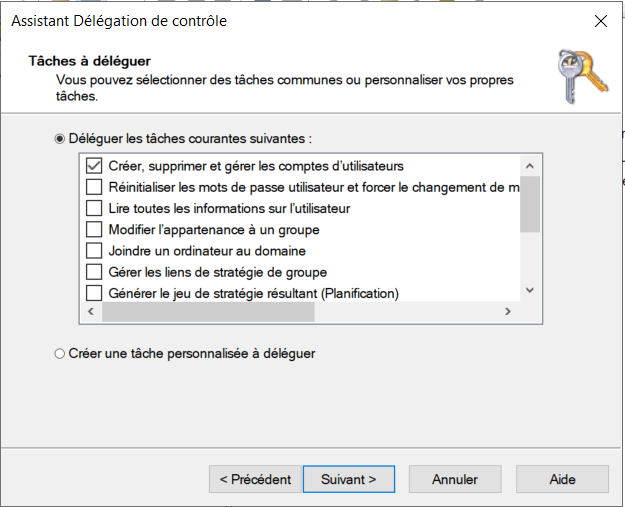 Assistant Délégation de contrôle
Tâches à déléguer
Vous pouvez sélectionner des tâches communes ou personnaliser vos propres
tâches.
Déléguer les tâches courantes suivantes :
Créer, supprimer et gérer les comptes d'utilisateurs
Réinitialiser les mots de passe utilisateur et forcer le changement de m
Lire toutes les informations sur l'utilisateur
Modifier l'appartenance à un groupe
Joindre un ordinateur au domaine
Gérer les liens de stratégie de groupe
Générer le jeu de stratégie résultant (Planification)
Créer une tâche personnalisée à déléguer
< Précédent Suivant > Annuler Aide